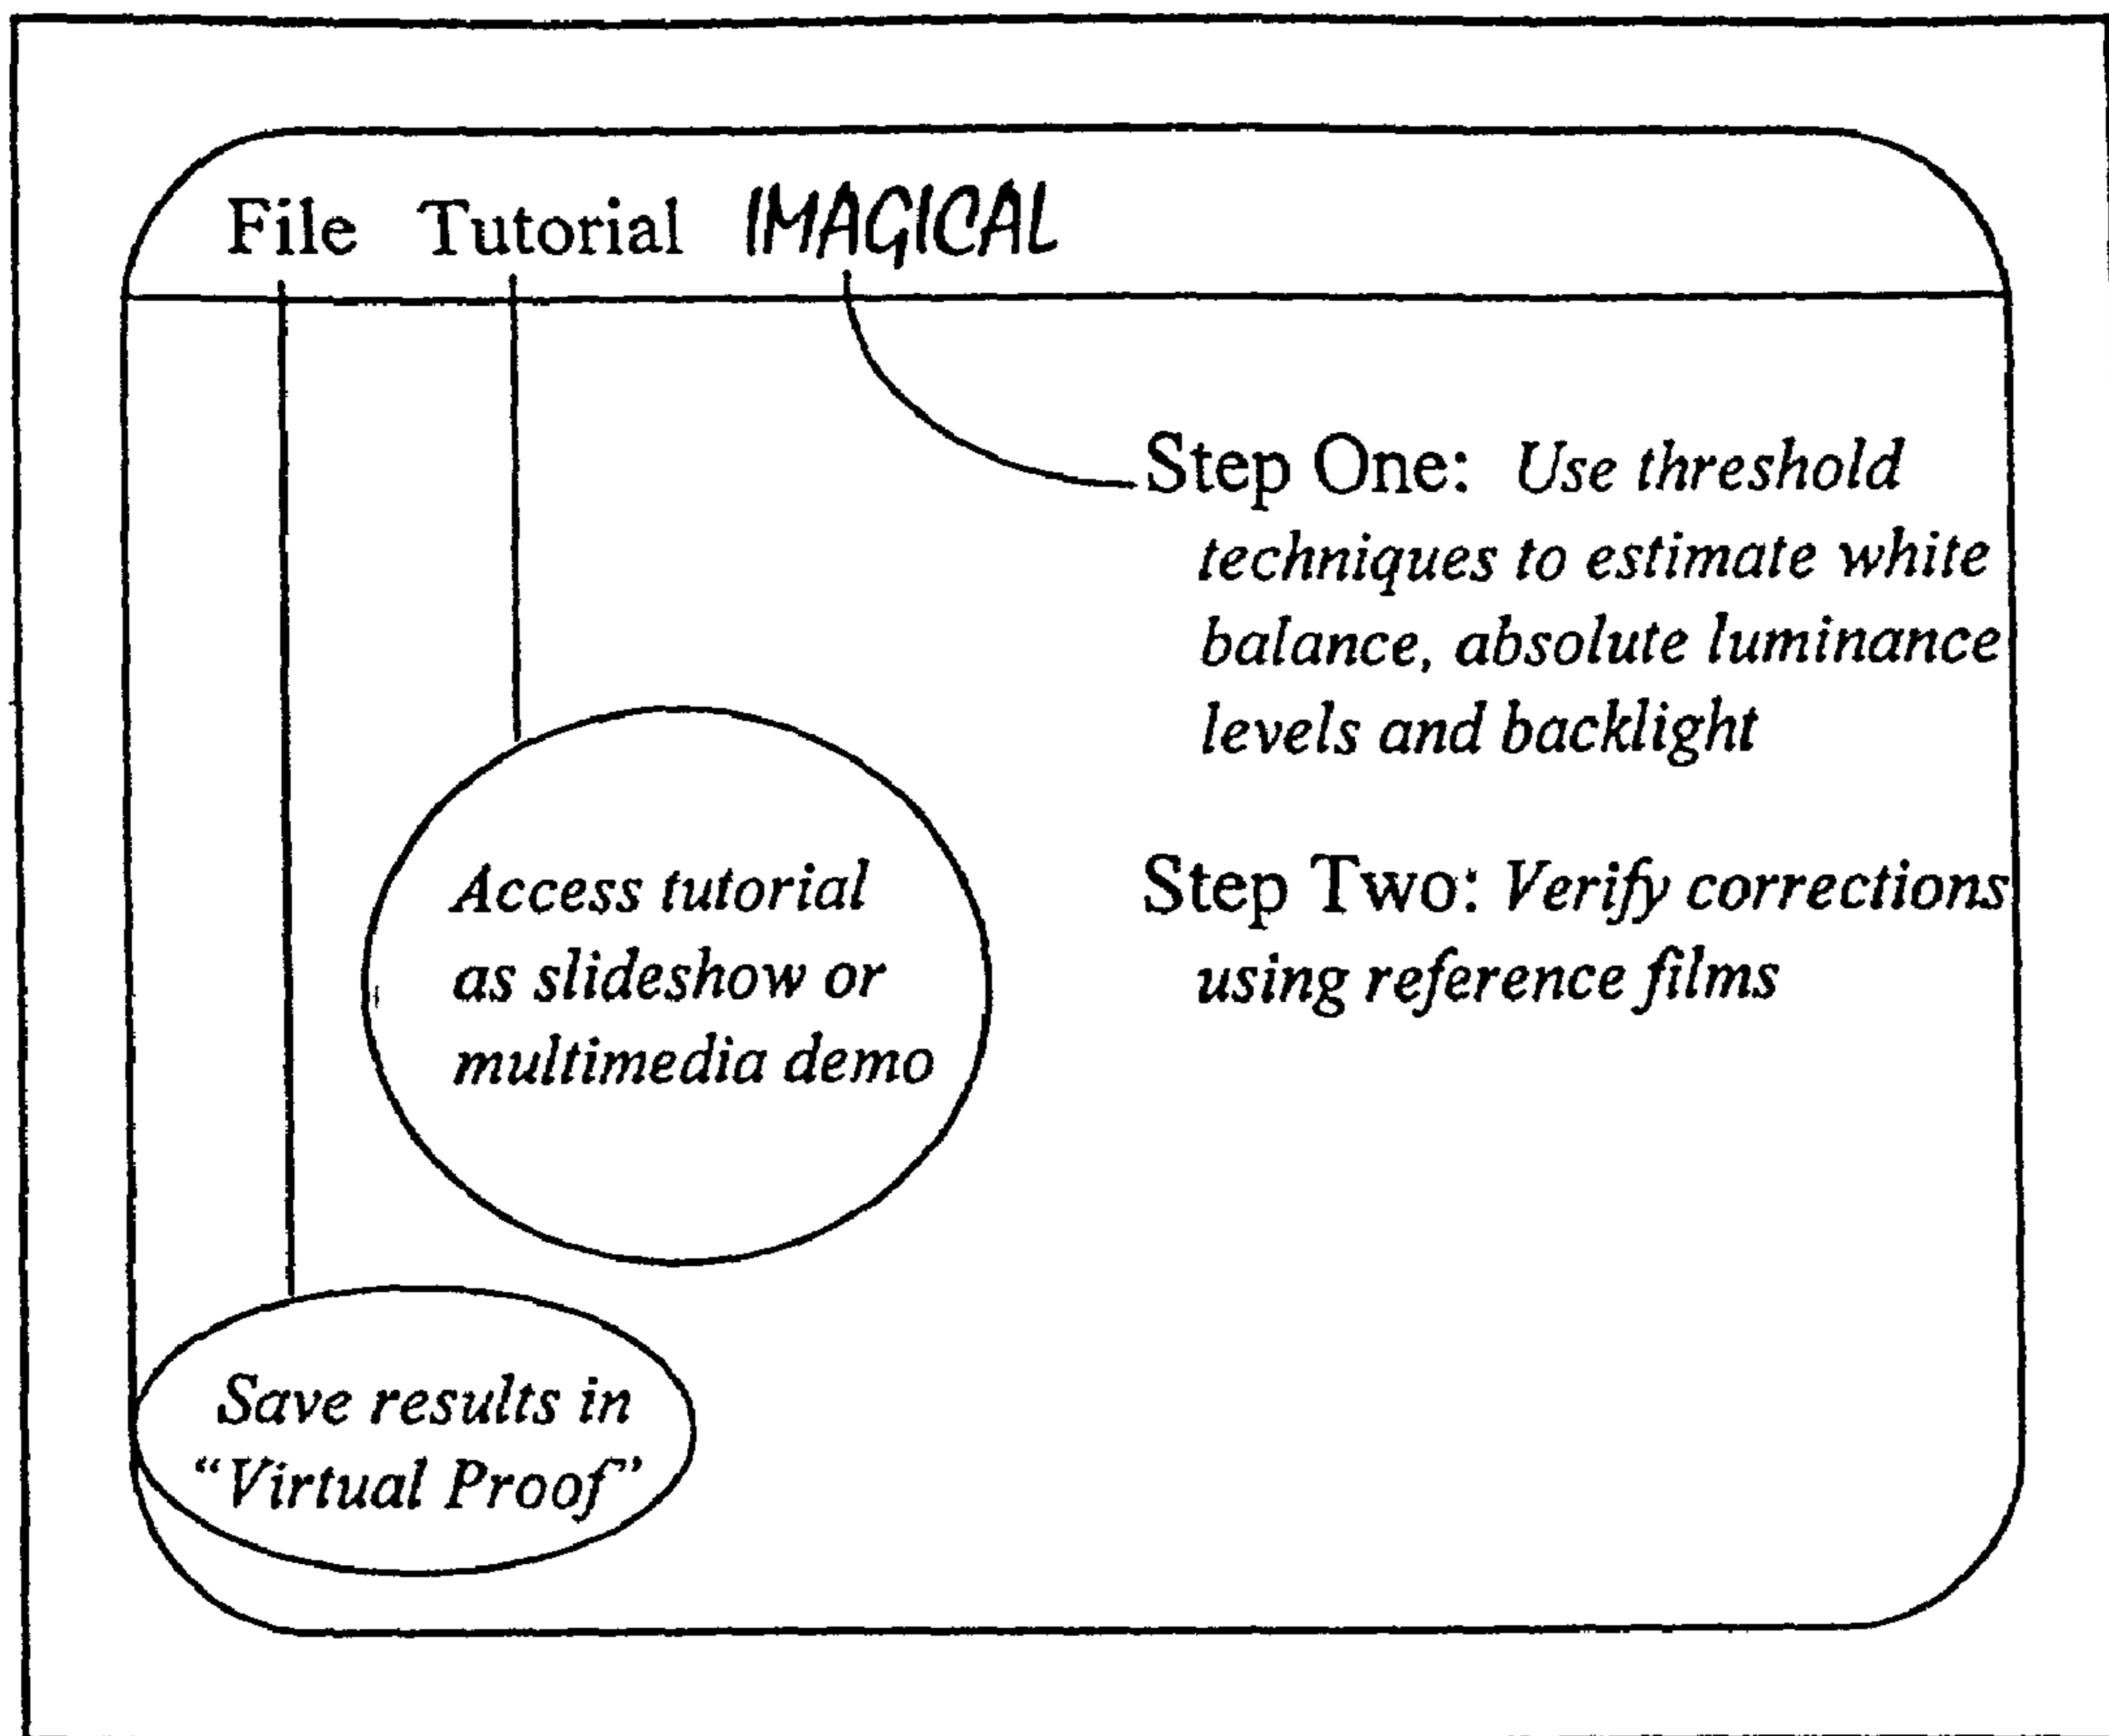 File Tutorial IMAGICAL
Step One: Use threshold
techniques to estimate white
balance, absolute luminance
levels and backlight
Step Two: Verify corrections
using reference films
Access tutorial
as slideshow or
multimedia demo
Save results in
“Virtual Proof”